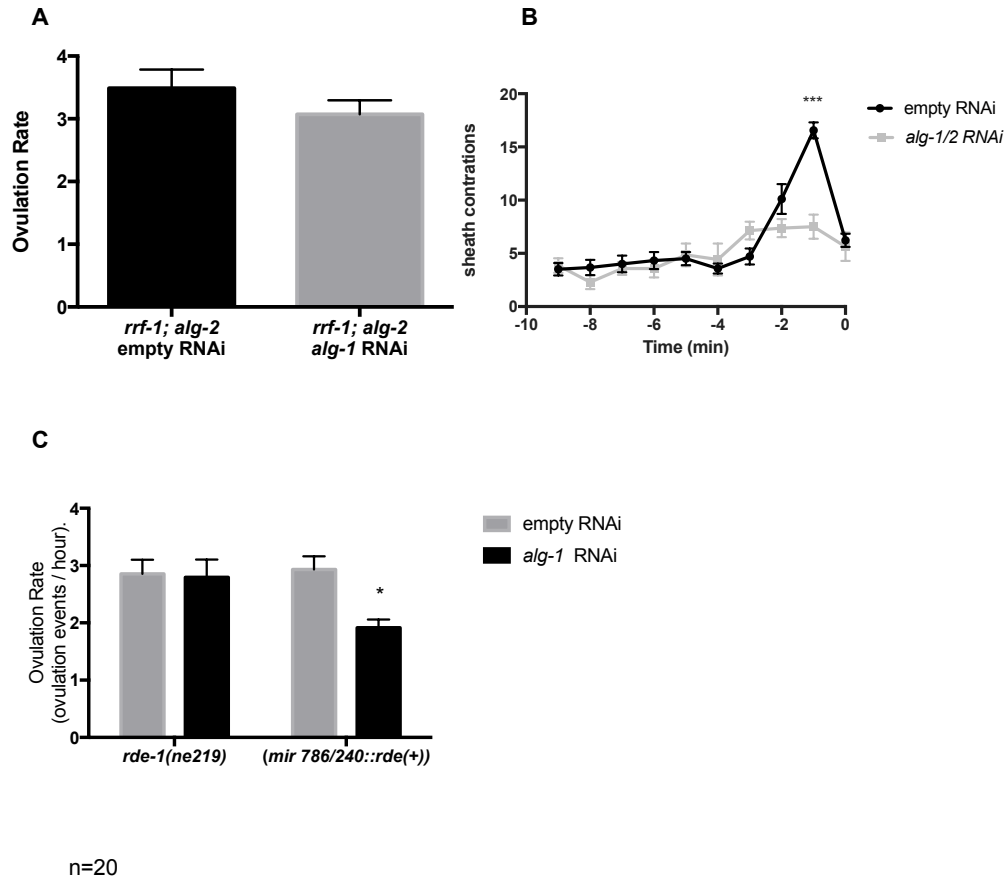 A
Ovulation Rate
4
3
2
1
0
rrf-1; alg-2
empty RNAi
rrf-1; alg-2
alg-1 RNAi
B
sheath contrations
20
15
10
5
0
-10
-8
-6
-4
-2
0
Time (min)
***
empty RNAi
alg-1/2 RNAi
C
Ovulation Rate
(ovulation events / hour).
4
3
2
1
0
*
rde-1(ne219)
(mir 786/240::rde(+))
empty RNAi
alg-1 RNAi
n=20